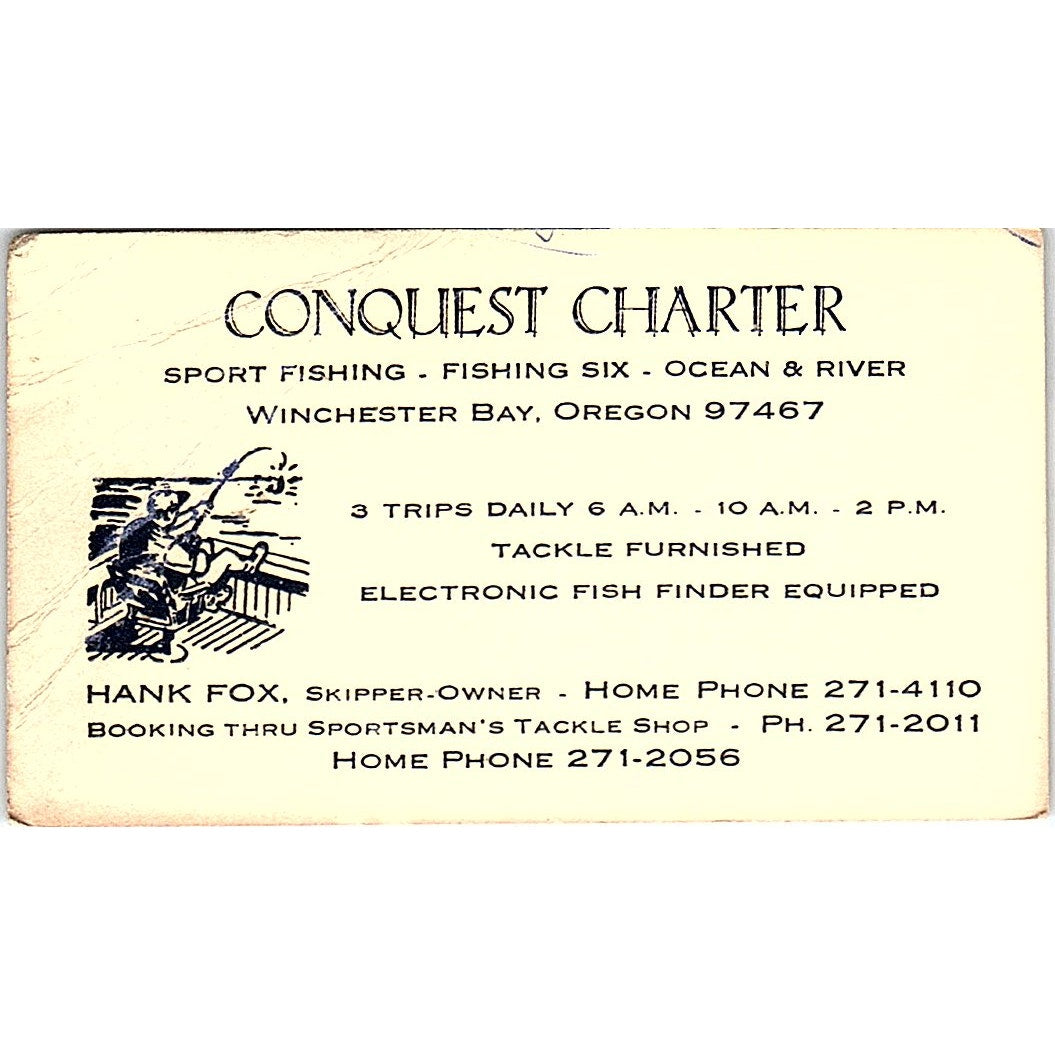 CONQUEST CHARTER
SPORT FISHING - FISHING SIX - OCEAN & RIVER
WINCHESTER BAY, OREGON 97467
3 TRIPS DAILY 6 A.M. - 10 A.M. - 2 P.M.
TACKLE FURNISHED
ELECTRONIC FISH FINDER EQUIPPED
HANK FOX, SKIPPER-OWNER - HOME PHONE 271-4110
BOOKING THRU SPORTSMAN'S TACKLE SHOP - PH. 271-2011
HOME PHONE 271-2056